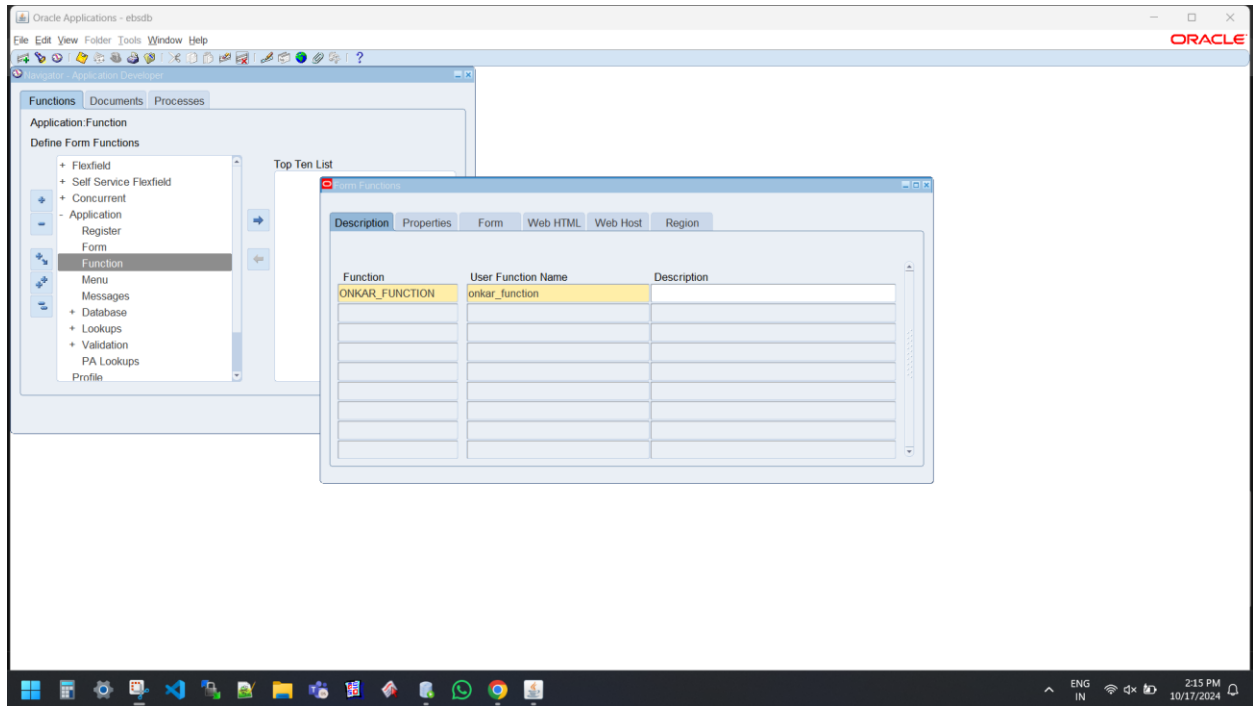 Oracle Applications - ebsdb
File Edit View Folder Tools Window Help
ORACLE
Navigator - Application Developer
Functions Documents Processes
Application:Function
Define Form Functions
+ Flexfield
+ Self Service Flexfield
+ Concurrent
- Application
Register
Form
Function
Menu
Messages
+ Database
+ Lookups
+ Validation
PA Lookups
Profile
Top Ten List
Form Functions
Description Properties Form Web HTML Web Host Region
Function User Function Name Description
ONKAR_FUNCTION onkar_function
ENG
IN
2:15 PM
10/17/2024